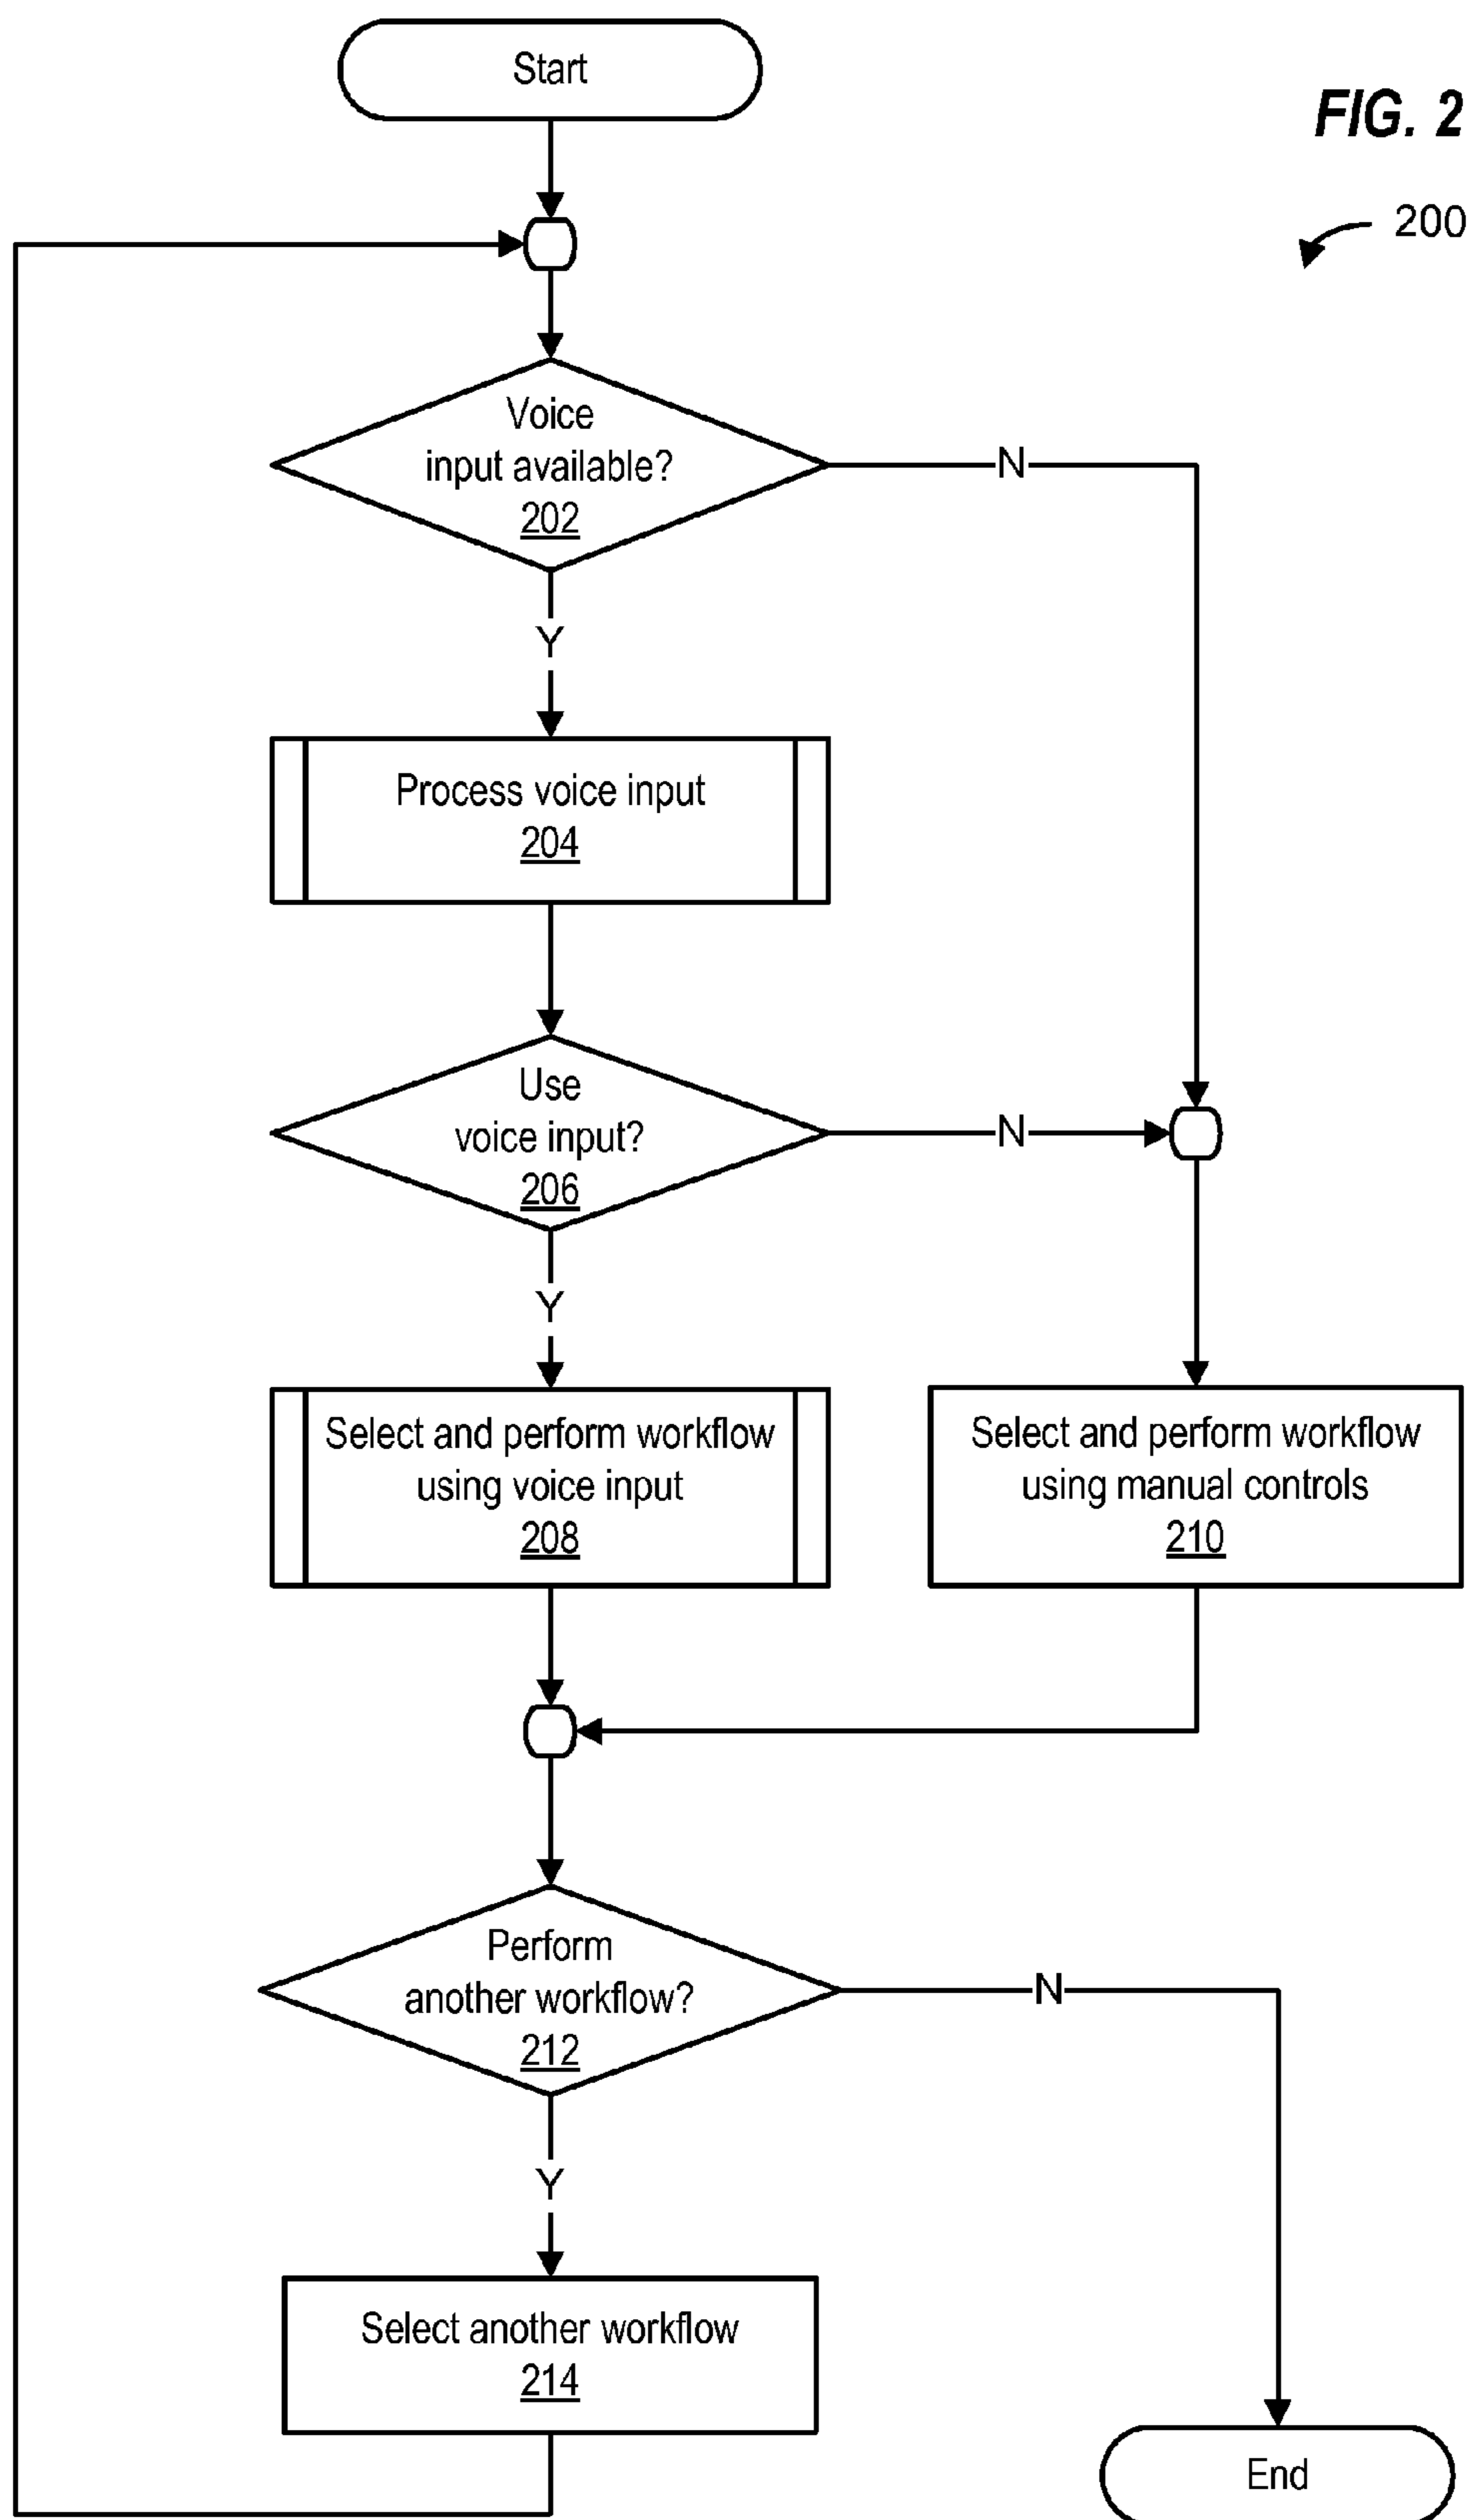 Start
FIG. 2
200
Voice
input available?
202
N
Y
Process voice input
204
Use
voice input?
206
N
Y
Select and perform workflow
using voice input
208
Select and perform workflow
using manual controls
210
Perform
another workflow?
212
N
Y
Select another workflow
214
End